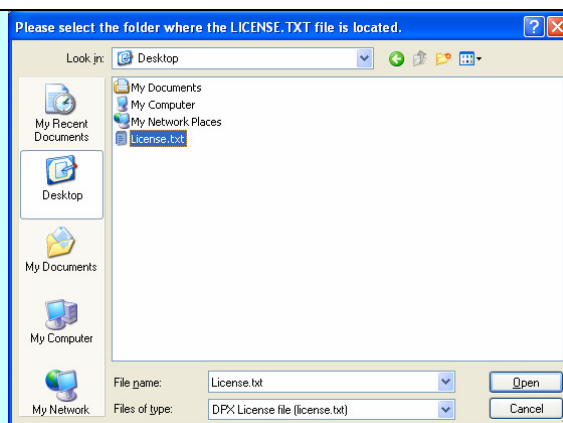 Please select the folder where the LICENSE.TXT file is located.
Look in: Desktop
My Documents
My Computer
My Network Places
License.txt
My Recent
Documents
Desktop
My Documents
My Computer
My Network
File name: License.txt Open
Files of type: DPX License file (license.txt) Cancel